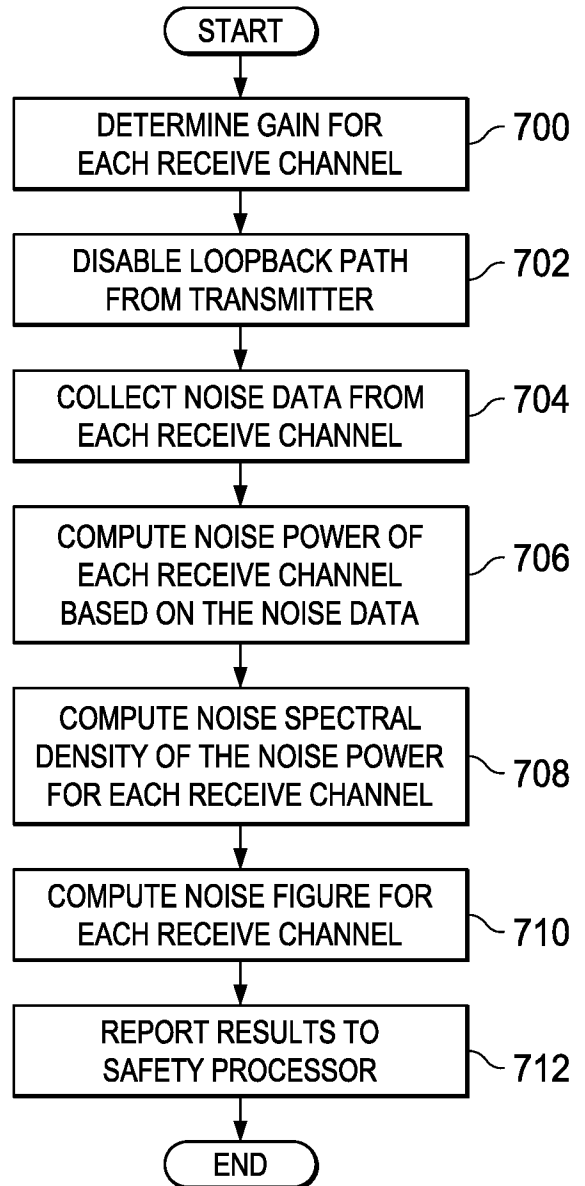 START
DETERMINE GAIN FOR
EACH RECEIVE CHANNEL
700
DISABLE LOOPBACK PATH
FROM TRANSMITTER
702
COLLECT NOISE DATA FROM
EACH RECEIVE CHANNEL
704
COMPUTE NOISE POWER OF
EACH RECEIVE CHANNEL
BASED ON THE NOISE DATA
706
COMPUTE NOISE SPECTRAL
DENSITY OF THE NOISE POWER
FOR EACH RECEIVE CHANNEL
708
COMPUTE NOISE FIGURE FOR
EACH RECEIVE CHANNEL
710
REPORT RESULTS TO
SAFETY PROCESSOR
712
END